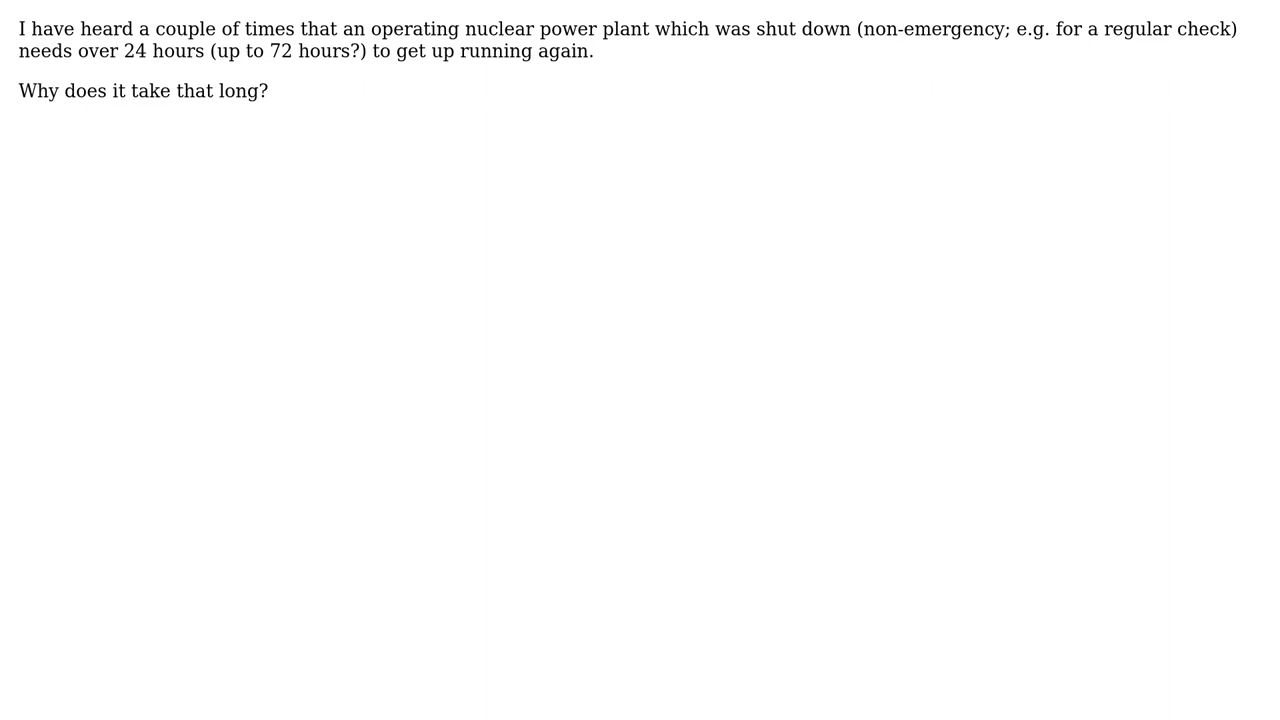 I have heard a couple of times that an operating nuclear power plant which was shut down (non-emergency; e.g. for a regular check)
needs over 24 hours (up to 72 hours?) to get up running again.
Why does it take that long?